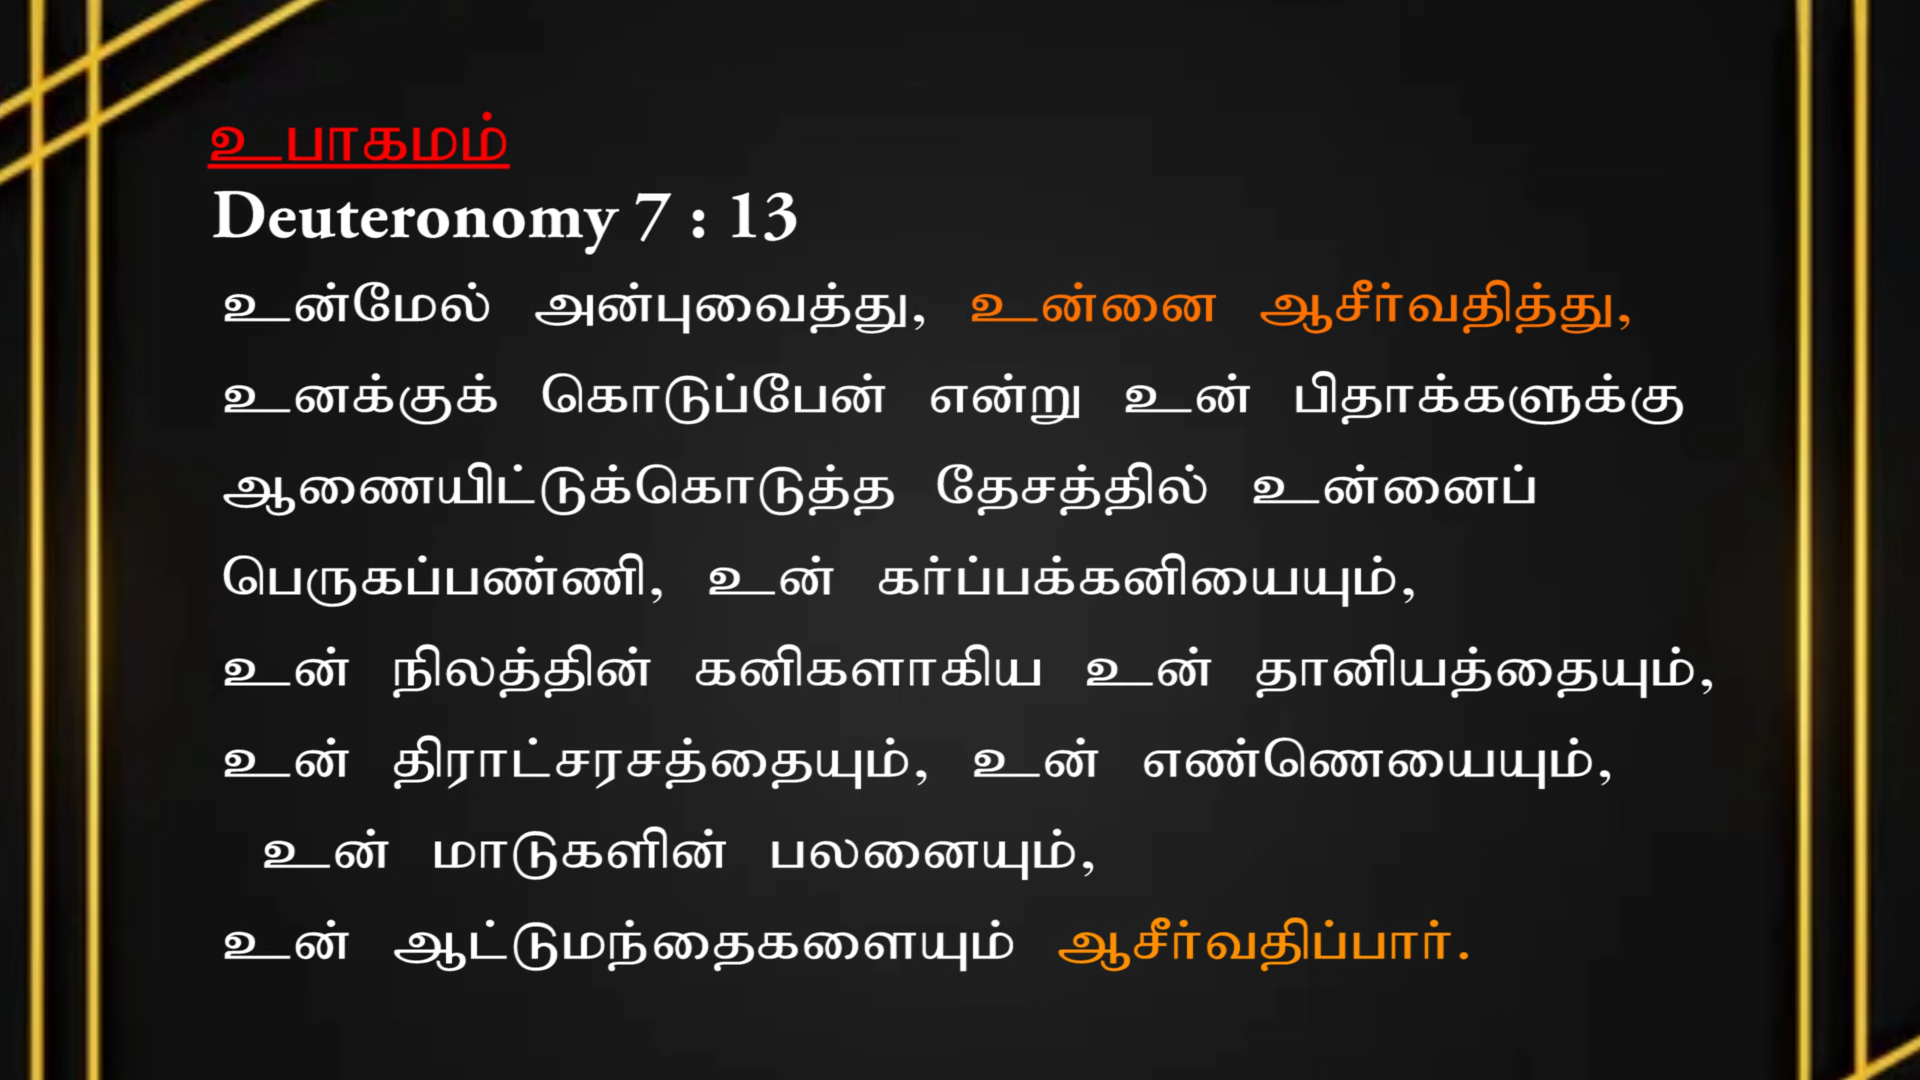 உபாகமம்
Deuteronomy 7 : 13
உன்மேல் அன்புவைத்து, உன்னை ஆசீர்வதித்து,
உனக்குக் கொடுப்பேன் என்று உன் பிதாக்களுக்கு
ஆணையிட்டுக்கொடுத்த தேசத்தில் உன்னைப்
பெருகப்பண்ணி, உன் கர்ப்பக்கனியையும்,
உன் நிலத்தின் கனிகளாகிய உன் தானியத்தையும்,
உன் திராட்சரசத்தையும், உன் எண்ணெயையும்,
உன் மாடுகளின் பலனையும்,
உன் ஆட்டுமந்தைகளையும் ஆசீர்வதிப்பார்.